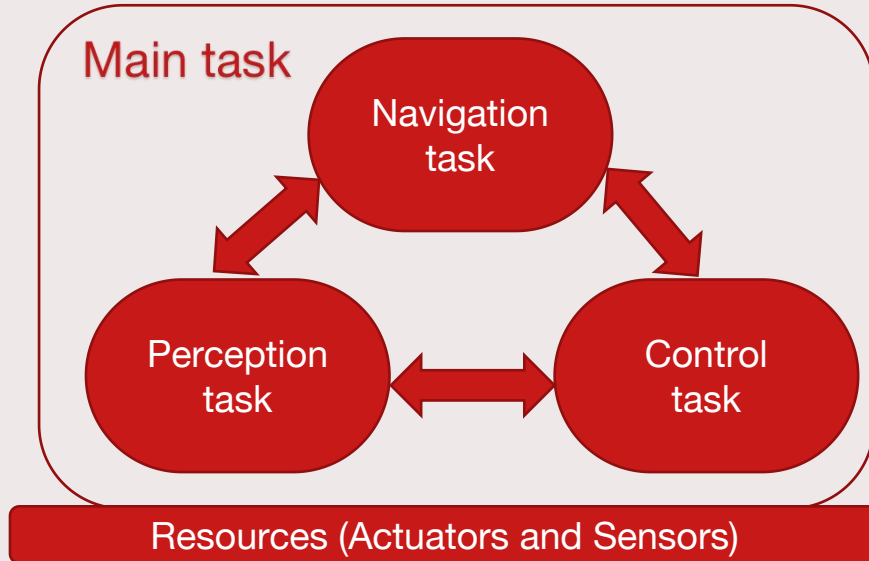 Main task
Navigation
task
Perception
task
Control
task
Resources (Actuators and Sensors)